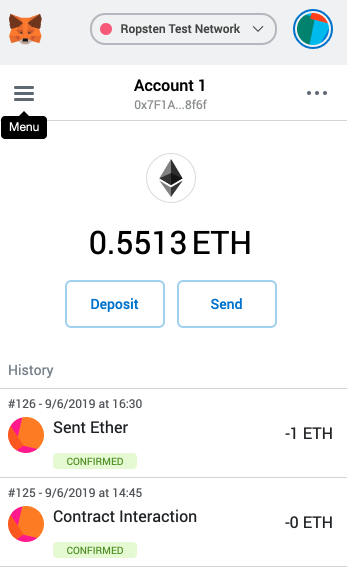 Ropsten Test Network
Account 1
0x7F1A...8f6f
Menu
0.5513 ETH
Deposit
Send
History
#126 - 9/6/2019 at 16:30
Sent Ether
-1 ETH
CONFIRMED
#125 - 9/6/2019 at 14:45
Contract Interaction
-0 ETH
CONFIRMED